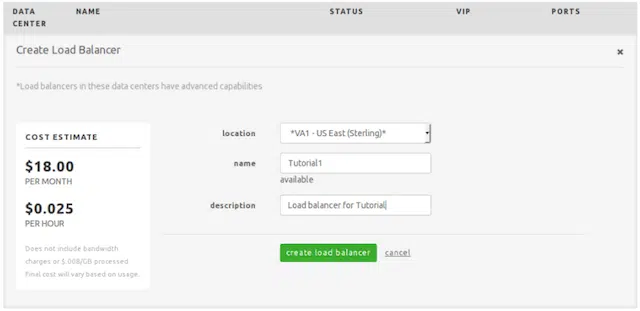 DATA CENTER NAME STATUS VIP PORTS
Create Load Balancer ×
*Load balancers in these data centers have advanced capabilities
COST ESTIMATE
$18.00
PER MONTH
$0.025
PER HOUR
Does not include bandwidth
charges or $.008/GB processed
Final cost will vary based on usage.
location *VA1 - US East (Sterling)*
name Tutorial1
available
description Load balancer for Tutorial
create load balancer cancel